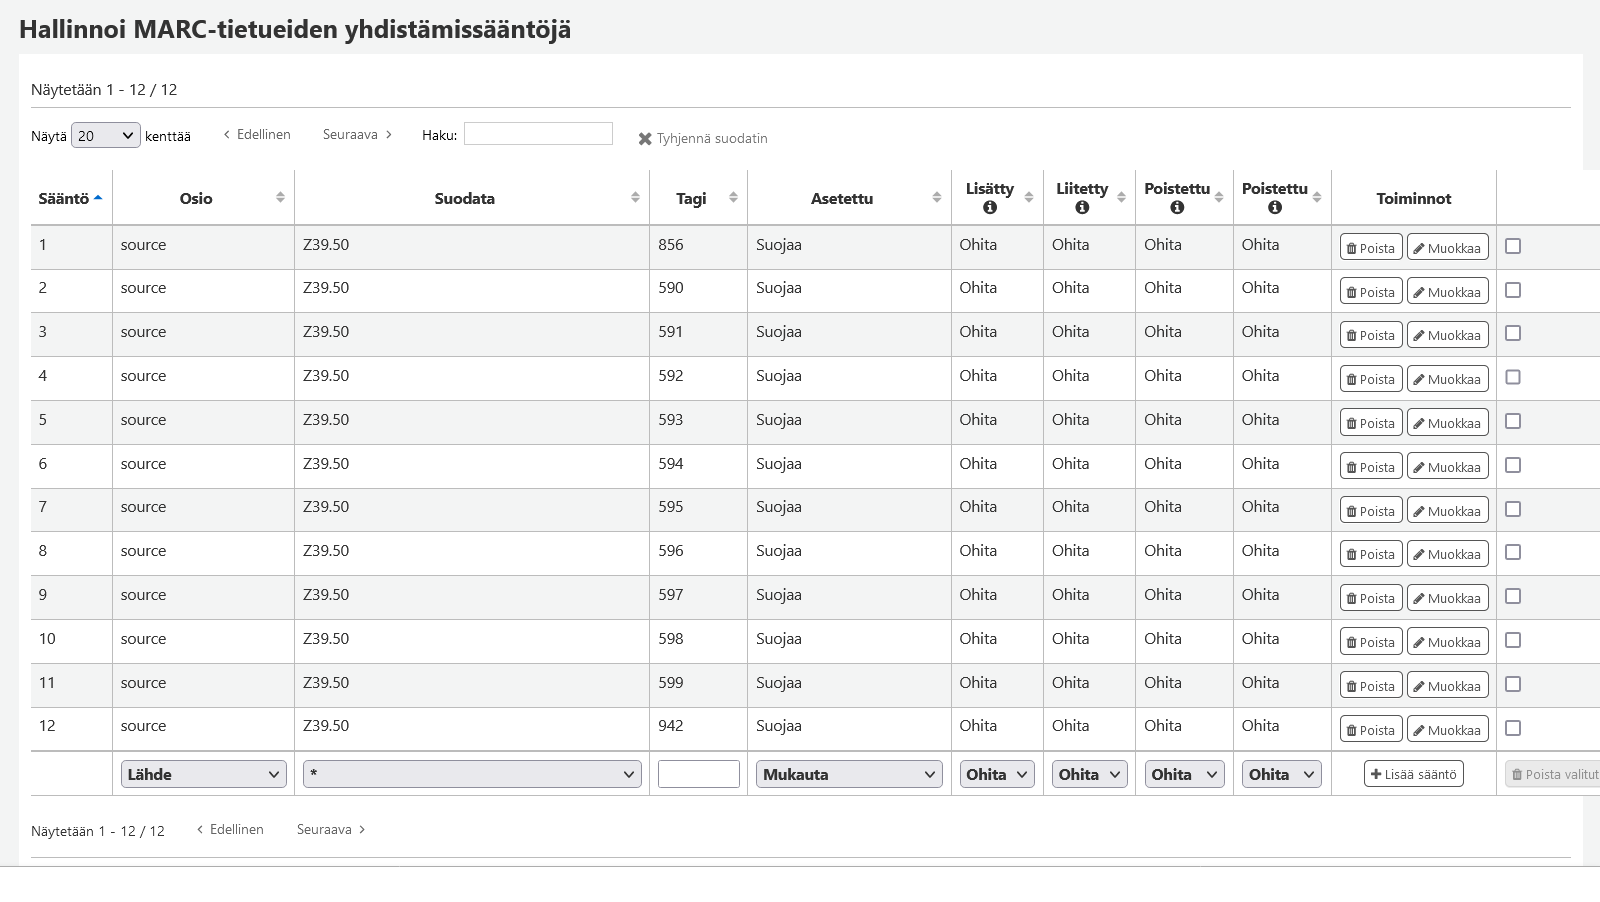 Hallinnoi MARC-tietueiden yhdistämissääntöjä
Näytetään 1 - 12 / 12
Näytä 20 kenttää Edellinen Seuraava Haku: Tyhjennä suodatin
Sääntö Osio Suodata Tagi Asetettu Lisätty Liitetty Poistettu Poistettu Toiminnot
1 source Z39.50 856 Suojaa Ohita Ohita Ohita Ohita Poista Muokkaa
2 source Z39.50 590 Suojaa Ohita Ohita Ohita Ohita Poista Muokkaa
3 source Z39.50 591 Suojaa Ohita Ohita Ohita Ohita Poista Muokkaa
4 source Z39.50 592 Suojaa Ohita Ohita Ohita Ohita Poista Muokkaa
5 source Z39.50 593 Suojaa Ohita Ohita Ohita Ohita Poista Muokkaa
6 source Z39.50 594 Suojaa Ohita Ohita Ohita Ohita Poista Muokkaa
7 source Z39.50 595 Suojaa Ohita Ohita Ohita Ohita Poista Muokkaa
8 source Z39.50 596 Suojaa Ohita Ohita Ohita Ohita Poista Muokkaa
9 source Z39.50 597 Suojaa Ohita Ohita Ohita Ohita Poista Muokkaa
10 source Z39.50 598 Suojaa Ohita Ohita Ohita Ohita Poista Muokkaa
11 source Z39.50 599 Suojaa Ohita Ohita Ohita Ohita Poista Muokkaa
12 source Z39.50 942 Suojaa Ohita Ohita Ohita Ohita Poista Muokkaa
Lähde * Mukauta Ohita Ohita Ohita Ohita Lisää sääntö Poista valitut
Näytetään 1 - 12 / 12 Edellinen Seuraava